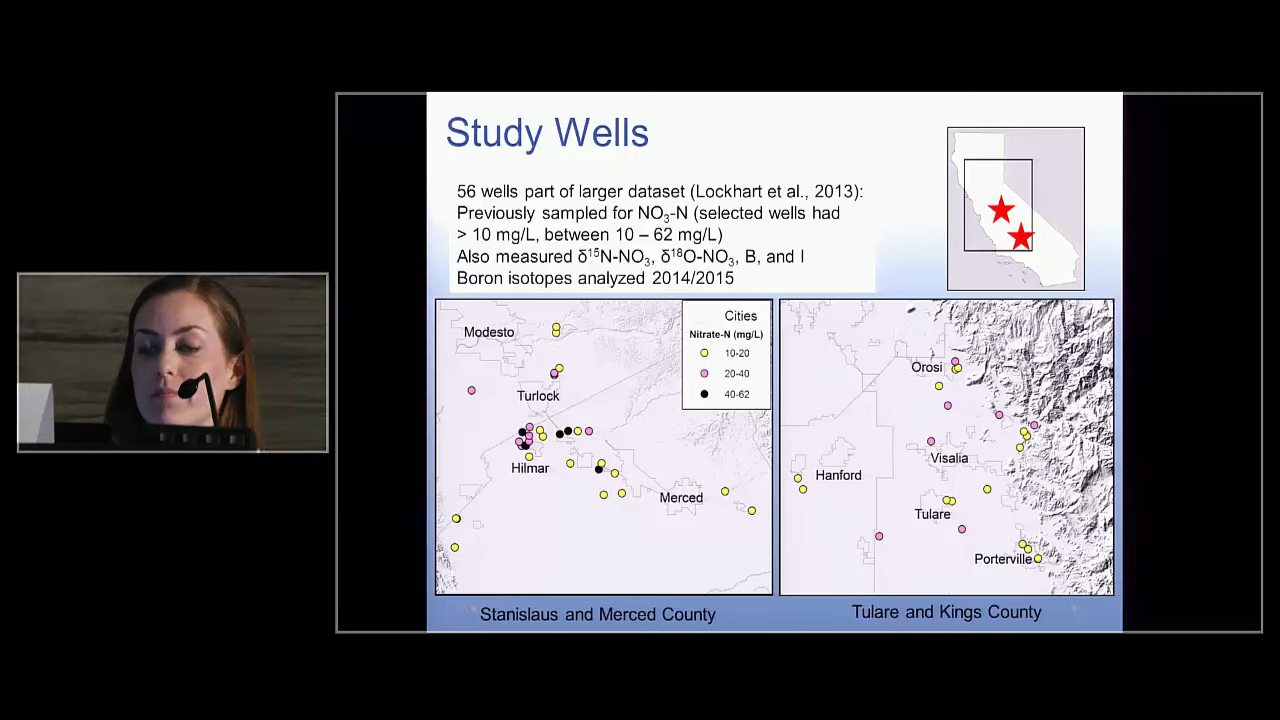 Study Wells
56 wells part of larger dataset (Lockhart et al., 2013):
Previously sampled for NO₃-N (selected wells had
> 10 mg/L, between 10 – 62 mg/L)
Also measured δ¹⁵N-NO₃, δ¹⁸O-NO₃, B, and I
Boron isotopes analyzed 2014/2015
Cities
Nitrate-N (mg/L)
10-20
20-40
40-62
Modesto
Turlock
Hilmar
Merced
Stanislaus and Merced County
Orosi
Visalia
Hanford
Tulare
Porterville
Tulare and Kings County